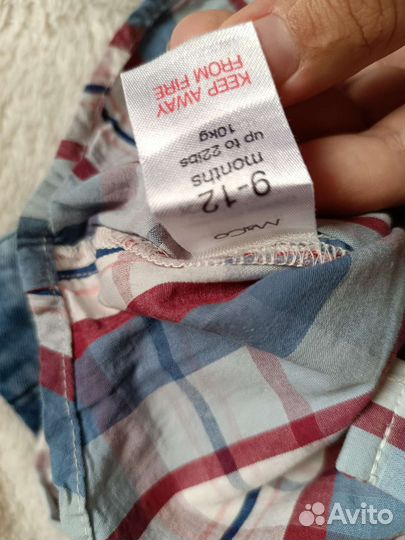 M&Co
9-12
months
up to 22lbs
10kg
KEEP AWAY
FROM FIRE
Avito